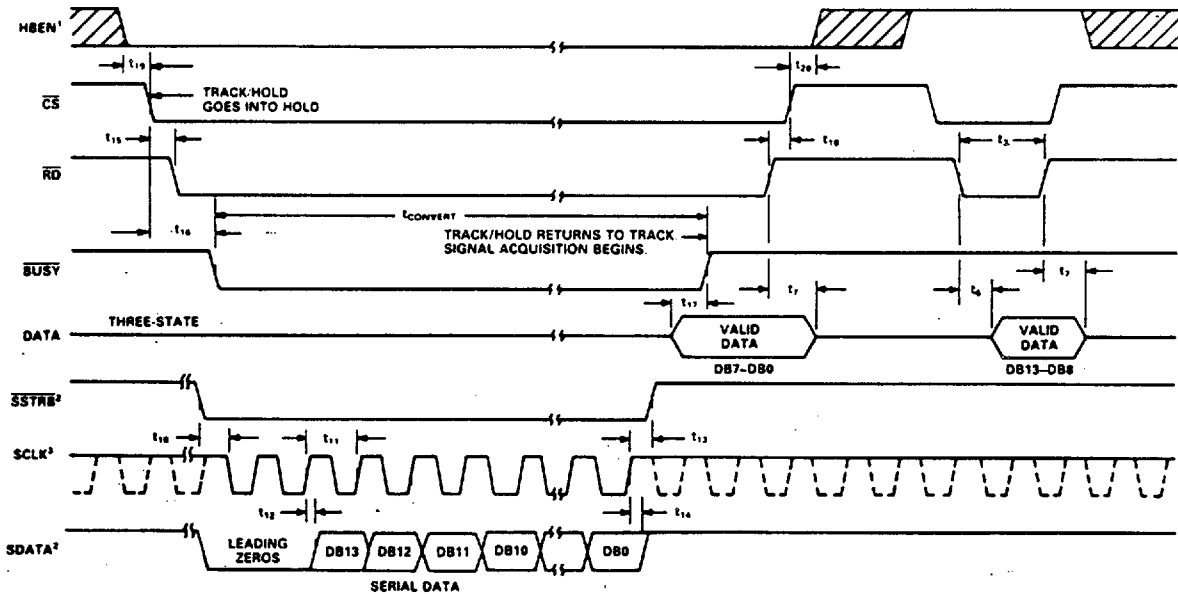 HBEN¹
t19
t20
CS
TRACK/HOLD
GOES INTO HOLD
t15
t18
t3
RD
tCONVERT
t16
TRACK/HOLD RETURNS TO TRACK
SIGNAL ACQUISITION BEGINS
BUSY
t7
t17
t7
t6
THREE-STATE
DATA
VALID
DATA
VALID
DATA
DB7-DB0
DB13-DB8
SSTRB²
t10
t11
t13
SCLK³
t12
t14
SDATA²
LEADING
ZEROS
DB13
DB12
DB11
DB10
DB0
SERIAL DATA